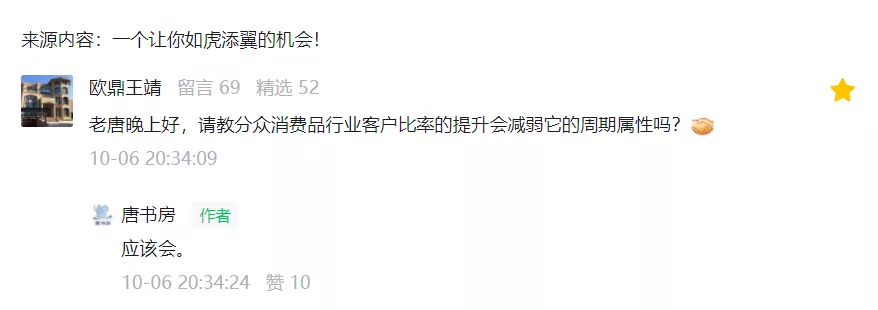 来源内容：一个让你如虎添翼的机会！
欧鼎王靖 留言 69 精选 52
老唐晚上好，请教分众消费品行业客户比率的提升会减弱它的周期属性吗？
10-06 20:34:09
唐书房 作者
应该会。
10-06 20:34:24 赞 10